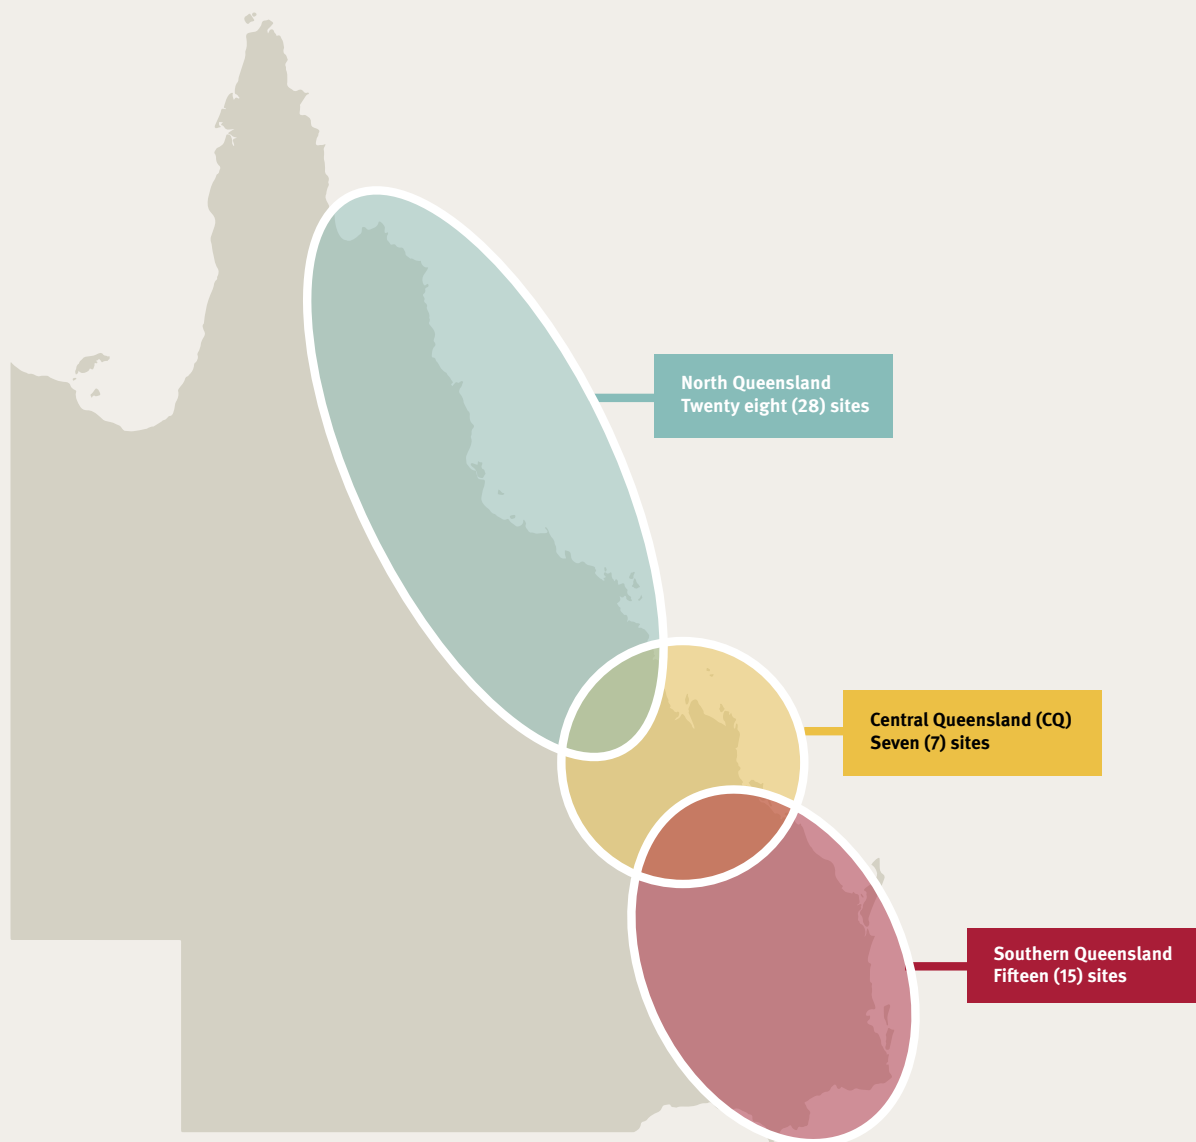 North Queensland
Twenty eight (28) sites
Central Queensland (CQ)
Seven (7) sites
Southern Queensland
Fifteen (15) sites